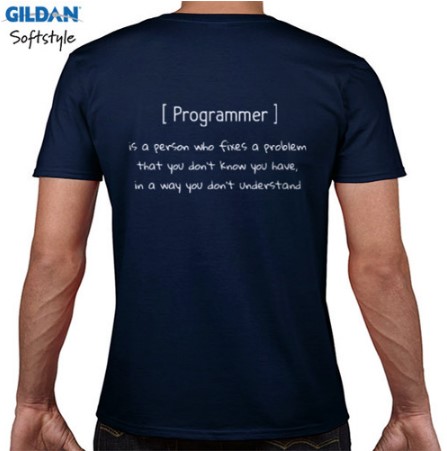 GILDAN
Softstyle
[ Programmer ]
is a person who fixes a problem
that you don't know you have,
in a way you don't understand